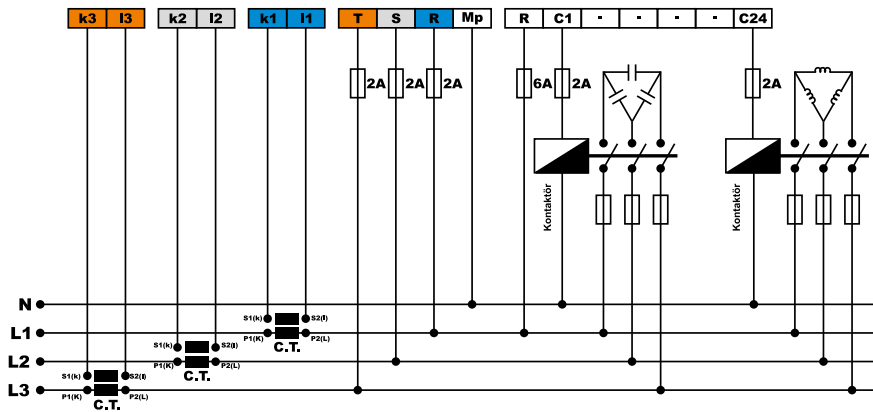 k3 l3 k2 l2 k1 l1 T S R Mp R C1 - - - - C24
2A 2A 2A 6A 2A 2A
Kontaktör Kontaktör
N
S1(k) S2(l)
L1 P1(K) P2(L)
C.T.
S1(k) S2(l)
L2 P1(K) P2(L)
C.T.
S1(k) S2(l)
L3 P1(K) P2(L)
C.T.